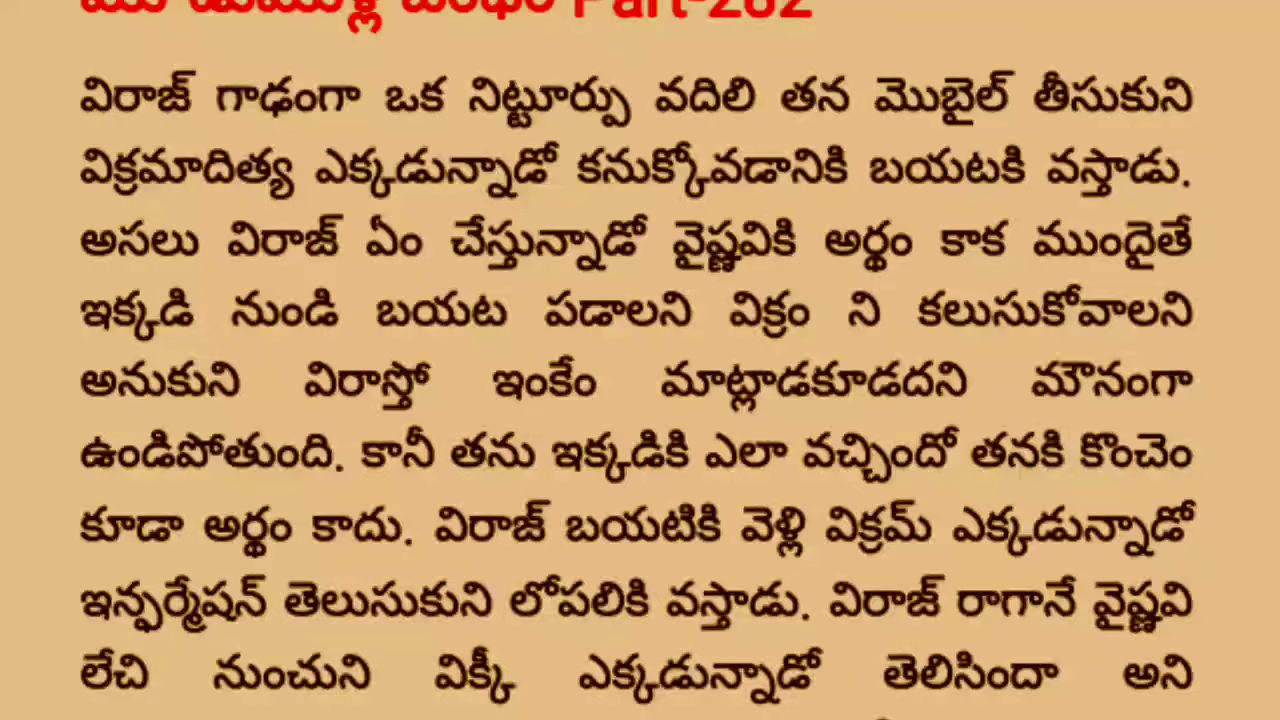 మూడుముళ్ల బంధం Part-282
విరాజ్ గాఢంగా ఒక నిట్టూర్పు వదిలి తన మొబైల్ తీసుకుని
విక్రమాదిత్య ఎక్కడున్నాడో కనుక్కోవడానికి బయటకి వస్తాడు.
అసలు విరాజ్ ఏం చేస్తున్నాడో వైష్ణవికి అర్థం కాక ముందైతే
ఇక్కడి నుండి బయట పడాలని విక్రం ని కలుసుకోవాలని
అనుకుని విరాస్తో ఇంకేం మాట్లాడకూడదని మౌనంగా
ఉండిపోతుంది. కానీ తను ఇక్కడికి ఎలా వచ్చిందో తనకి కొంచెం
కూడా అర్థం కాదు. విరాజ్ బయటికి వెళ్లి విక్రమ్ ఎక్కడున్నాడో
ఇన్ఫర్మేషన్ తెలుసుకుని లోపలికి వస్తాడు. విరాజ్ రాగానే వైష్ణవి
లేచి నుంచుని విక్కీ ఎక్కడున్నాడో తెలిసిందా అని